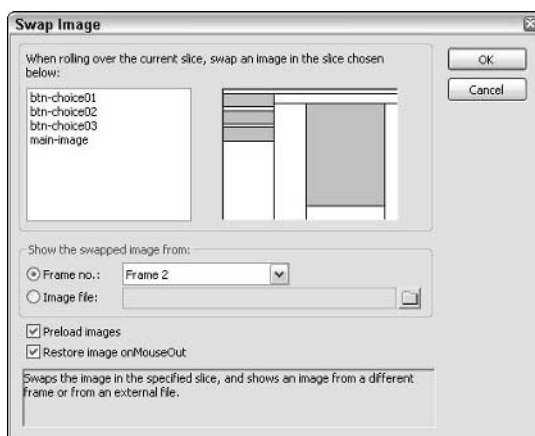 Swap Image
When rolling over the current slice, swap an image in the slice chosen
below:
OK
Cancel
btn-choice01
btn-choice02
btn-choice03
main-image
Show the swapped image from:
Frame no.: Frame 2
Image file:
Preload images
Restore image onMouseOut
Swaps the image in the specified slice, and shows an image from a different
frame or from an external file.